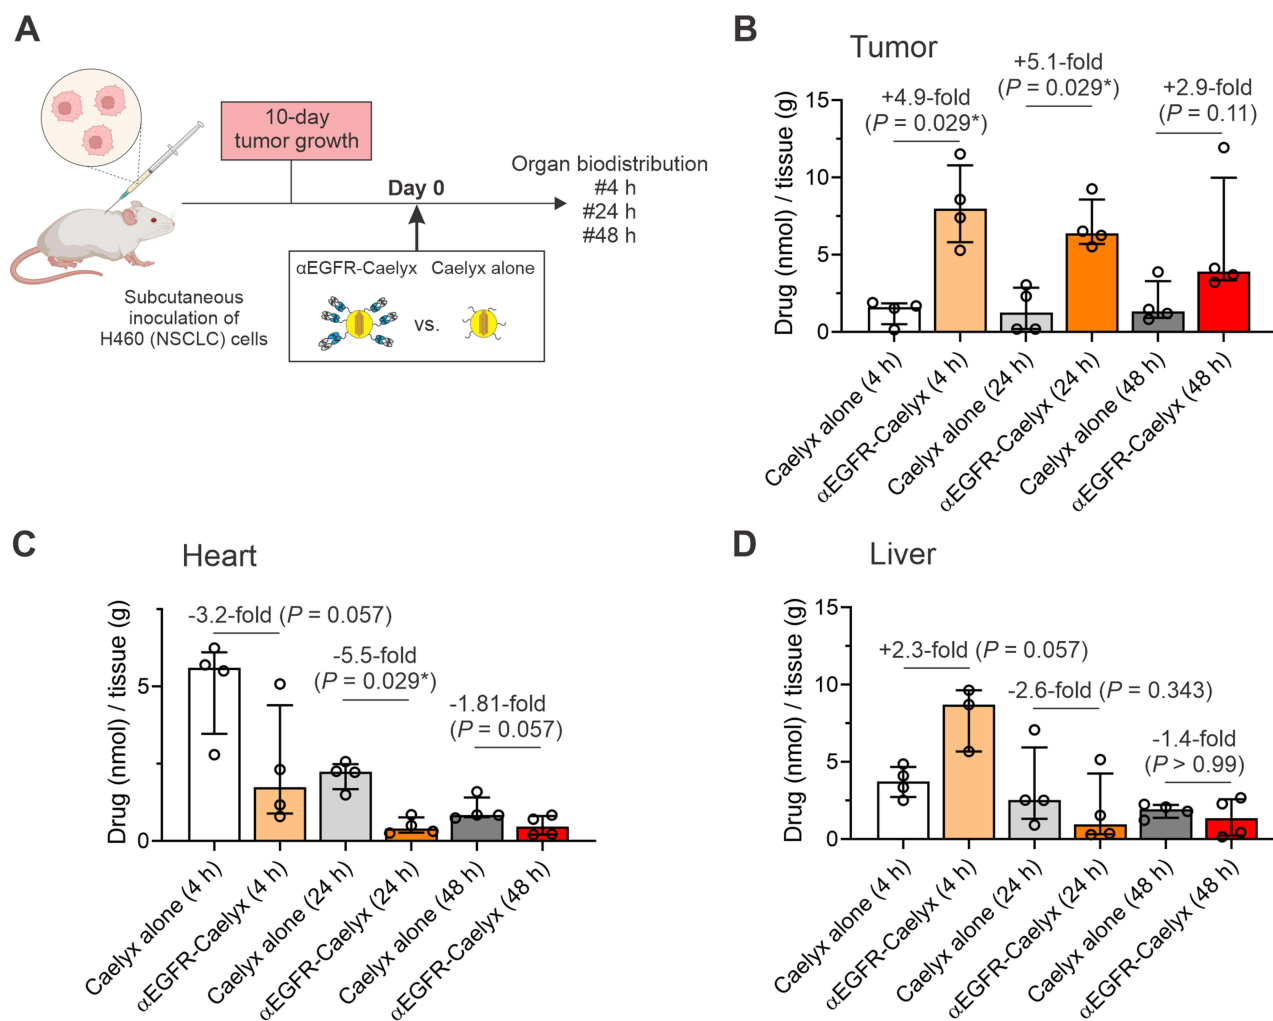 A
10-day
tumor growth
Day 0
Organ biodistribution
#4 h
#24 h
#48 h
αEGFR-Caelyx
Caelyx alone
vs.
Subcutaneous
inoculation of
H460 (NSCLC) cells
B
Tumor
+4.9-fold
(P = 0.029*)
+5.1-fold
(P = 0.029*)
+2.9-fold
(P = 0.11)
Drug (nmol) / tissue (g)
15
10
5
0
Caelyx alone (4 h)
αEGFR-Caelyx (4 h)
Caelyx alone (24 h)
αEGFR-Caelyx (24 h)
Caelyx alone (48 h)
αEGFR-Caelyx (48 h)
C
Heart
-3.2-fold (P = 0.057)
-5.5-fold
(P = 0.029*)
-1.81-fold
(P = 0.057)
Drug (nmol) / tissue (g)
5
0
Caelyx alone (4 h)
αEGFR-Caelyx (4 h)
Caelyx alone (24 h)
αEGFR-Caelyx (24 h)
Caelyx alone (48 h)
αEGFR-Caelyx (48 h)
D
Liver
+2.3-fold (P = 0.057)
-2.6-fold (P = 0.343)
-1.4-fold
(P > 0.99)
Drug (nmol) / tissue (g)
15
10
5
0
Caelyx alone (4 h)
αEGFR-Caelyx (4 h)
Caelyx alone (24 h)
αEGFR-Caelyx (24 h)
Caelyx alone (48 h)
αEGFR-Caelyx (48 h)